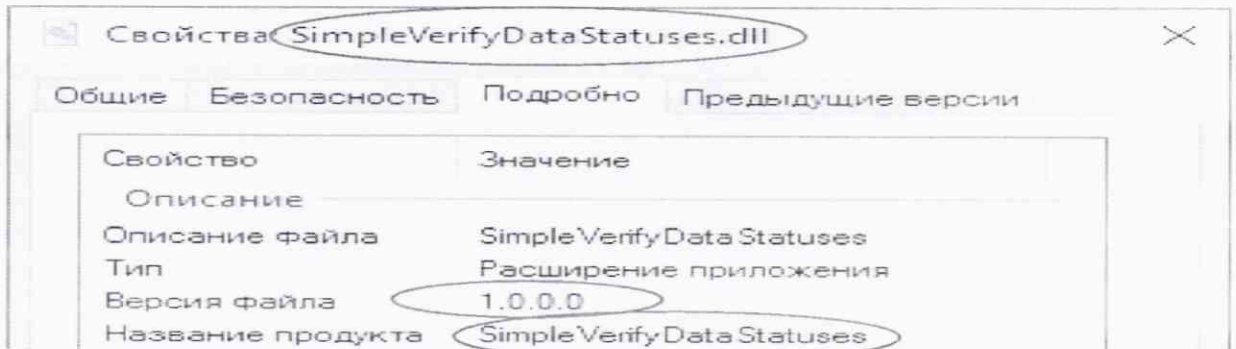 Свойства: SimpleVerifyDataStatuses.dll
Общие Безопасность Подробно Предыдущие версии
Свойство Значение
Описание
Описание файла SimpleVerifyDataStatuses
Тип Расширение приложения
Версия файла 1.0.0.0
Название продукта SimpleVerifyDataStatuses